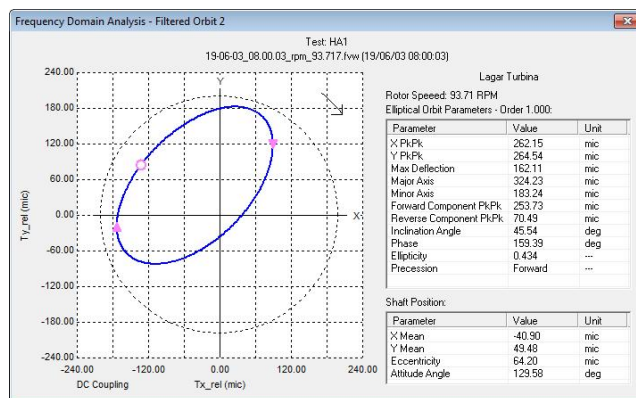 Frequency Domain Analysis - Filtered Orbit 2
Test: HA1
19-06-03_08.00.03_rpm_93.717.fvw (19/06/03 08:00:03)
Lagar Turbina
Rotor Speeed: 93.71 RPM
Elliptical Orbit Parameters - Order 1.000:
Parameter Value Unit
X PkPk 262.15 mic
Y PkPk 264.54 mic
Max Deflection 162.11 mic
Major Axis 324.23 mic
Minor Axis 183.24 mic
Forward Component PkPk 253.73 mic
Reverse Component PkPk 70.49 mic
Inclination Angle 45.54 deg
Phase 159.39 deg
Ellipticity 0.434 ---
Precession Forward ---
Shaft Position:
Parameter Value Unit
X Mean -40.90 mic
Y Mean 49.48 mic
Eccentricity 64.20 mic
Attitude Angle 129.58 deg
240.00
180.00
120.00
60.00
0.00
-60.00
-120.00
-180.00
-240.00
Ty_rel (mic)
Y
X
-240.00 -120.00 0.00 120.00 240.00
DC Coupling Tx_rel (mic)